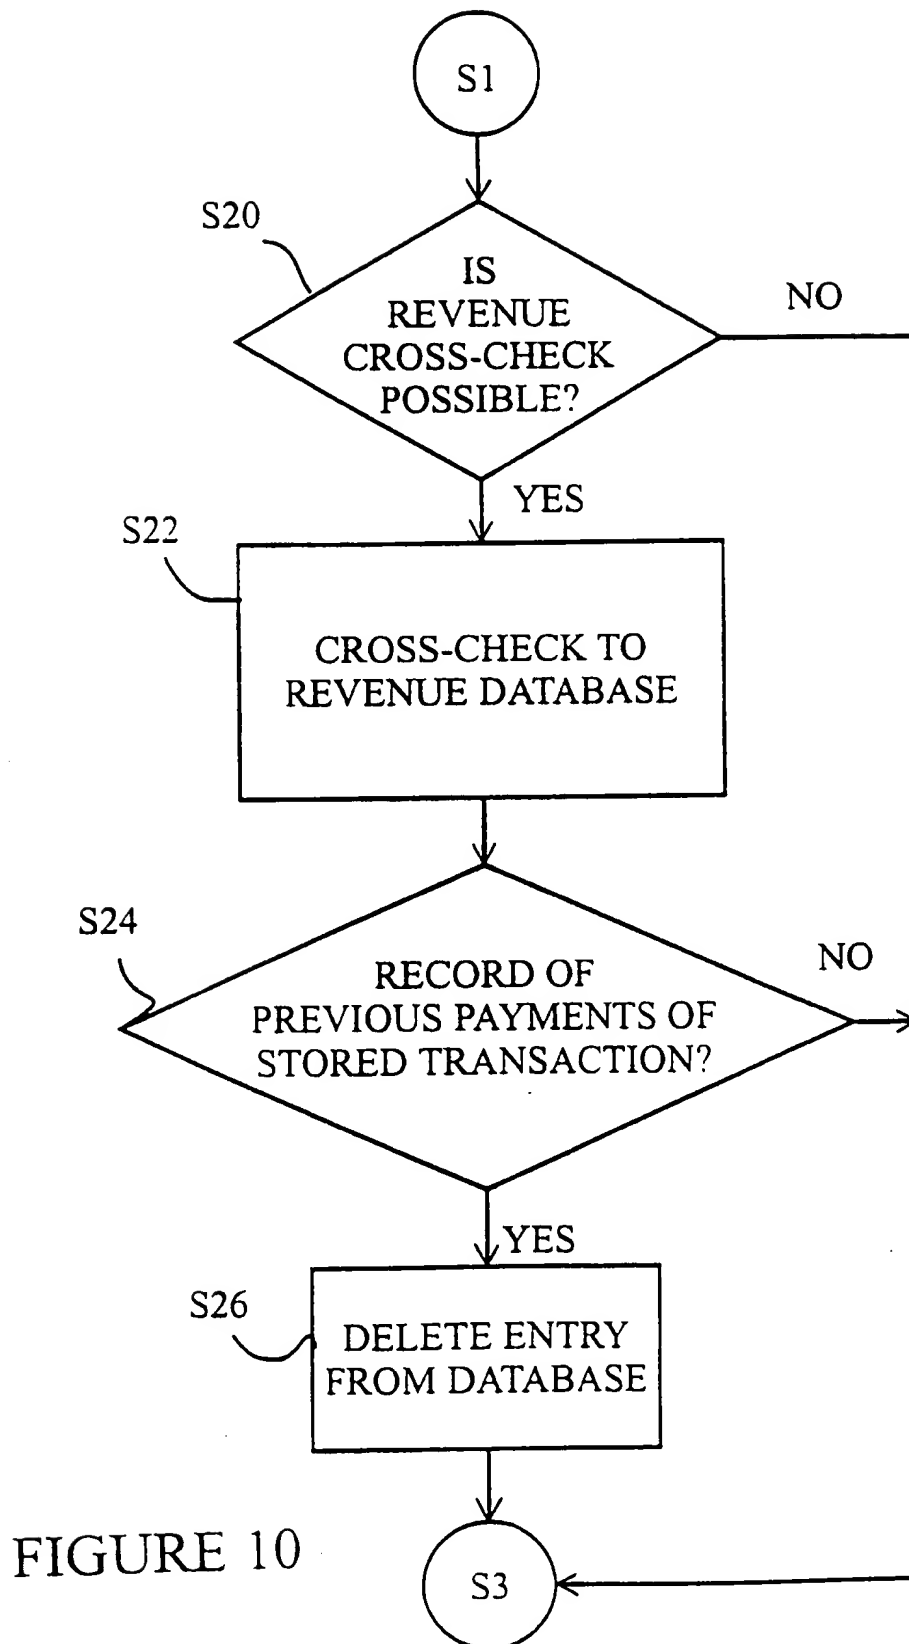 S1
S20
IS
REVENUE
CROSS-CHECK
POSSIBLE?
NO
YES
S22
CROSS-CHECK TO
REVENUE DATABASE
S24
RECORD OF
PREVIOUS PAYMENTS OF
STORED TRANSACTION?
NO
YES
S26
DELETE ENTRY
FROM DATABASE
FIGURE 10
S3